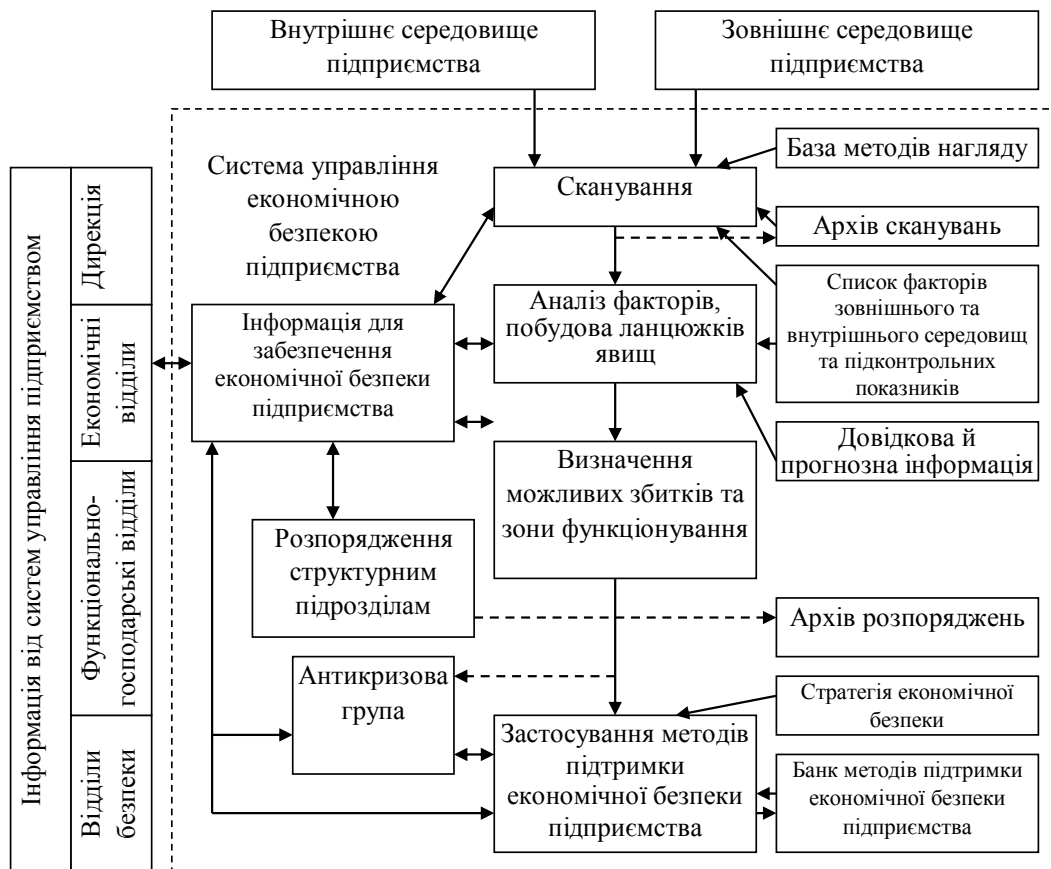 Внутрішнє середовище
підприємства
Зовнішнє середовище
підприємства
Система управління
економічною
безпекою
підприємства
Сканування
База методів нагляду
Архів сканувань
Інформація від систем управління підприємством
Дирекція
Економічні
відділи
Функціонально-
господарські відділи
Відділи
безпеки
Інформація для
забезпечення
економічної безпеки
підприємства
Аналіз факторів,
побудова ланцюжків
явищ
Список факторів
зовнішнього та
внутрішнього середовищ
та підконтрольних
показників
Довідкова й
прогнозна інформація
Визначення
можливих збитків та
зони функціонування
Розпорядження
структурним
підрозділам
Архів розпоряджень
Антикризова
група
Стратегія економічної
безпеки
Застосування методів
підтримки
економічної безпеки
підприємства
Банк методів підтримки
економічної безпеки
підприємства